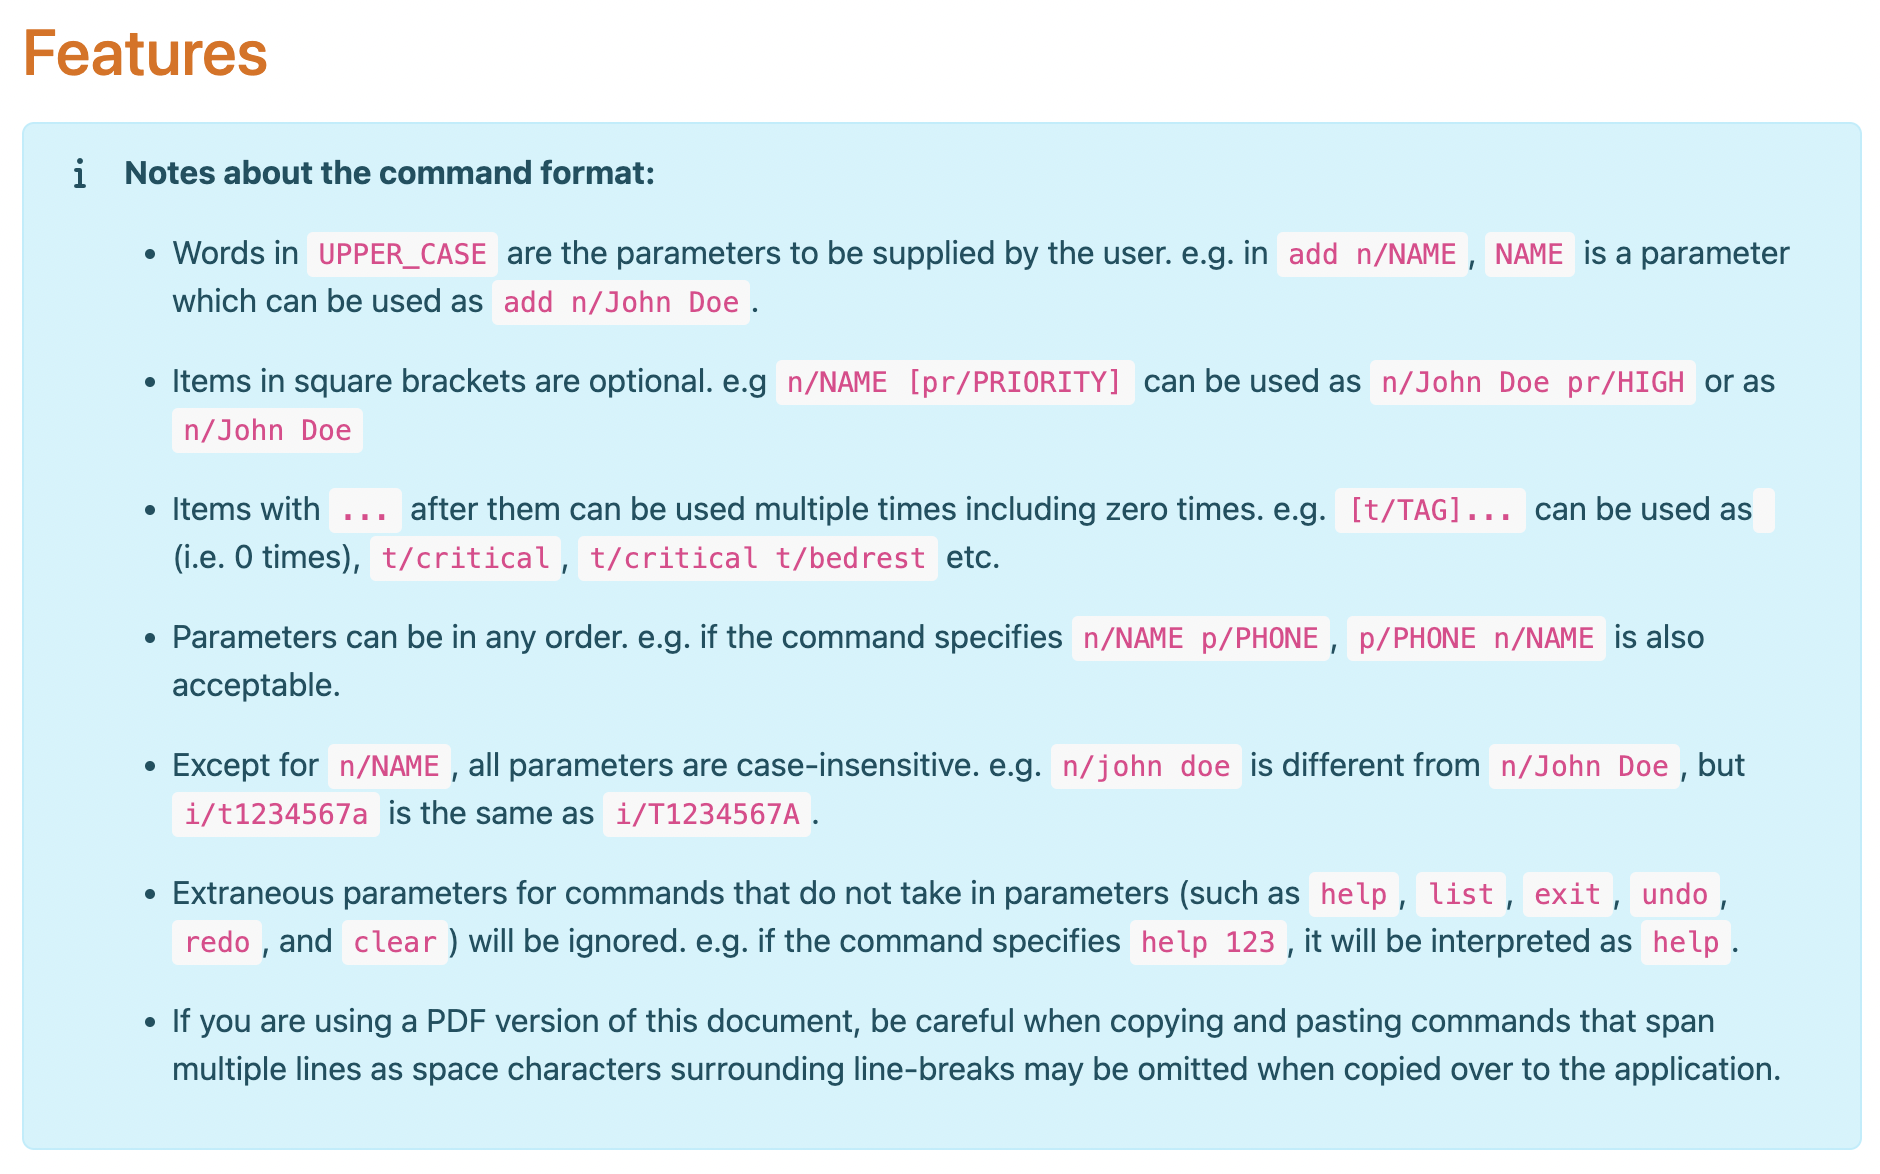 Features
i Notes about the command format:
• Words in UPPER_CASE are the parameters to be supplied by the user. e.g. in add n/NAME, NAME is a parameter
which can be used as add n/John Doe.
• Items in square brackets are optional. e.g n/NAME [pr/PRIORITY] can be used as n/John Doe pr/HIGH or as
n/John Doe
• Items with ... after them can be used multiple times including zero times. e.g. [t/TAG]... can be used as
(i.e. 0 times), t/critical, t/critical t/bedrest etc.
• Parameters can be in any order. e.g. if the command specifies n/NAME p/PHONE, p/PHONE n/NAME is also
acceptable.
• Except for n/NAME, all parameters are case-insensitive. e.g. n/john doe is different from n/John Doe, but
i/t1234567a is the same as i/T1234567A.
• Extraneous parameters for commands that do not take in parameters (such as help, list, exit, undo,
redo, and clear) will be ignored. e.g. if the command specifies help 123, it will be interpreted as help.
• If you are using a PDF version of this document, be careful when copying and pasting commands that span
multiple lines as space characters surrounding line-breaks may be omitted when copied over to the application.